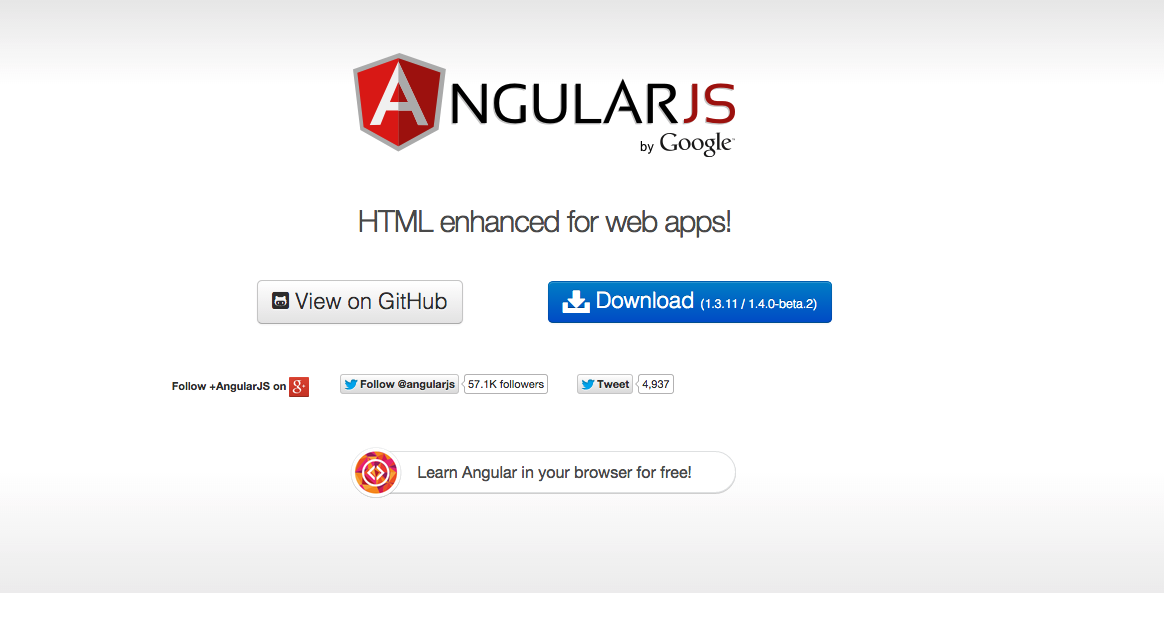 ANGULARJS
by Google™
HTML enhanced for web apps!
View on GitHub
Download (1.3.11 / 1.4.0-beta.2)
Follow +AngularJS on g+
Follow @angularjs 57.1K followers
Tweet 4,937
Learn Angular in your browser for free!